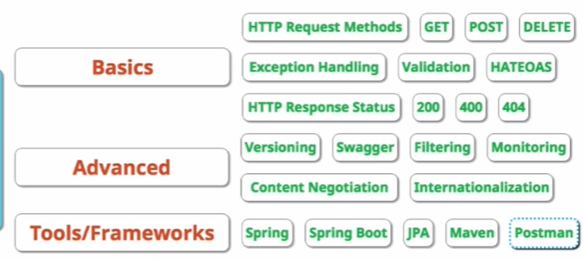 HTTP Request Methods GET POST DELETE
Basics
Exception Handling Validation HATEOAS
HTTP Response Status 200 400 404
Versioning Swagger Filtering Monitoring
Advanced
Content Negotiation Internationalization
Tools/Frameworks
Spring Spring Boot JPA Maven Postman